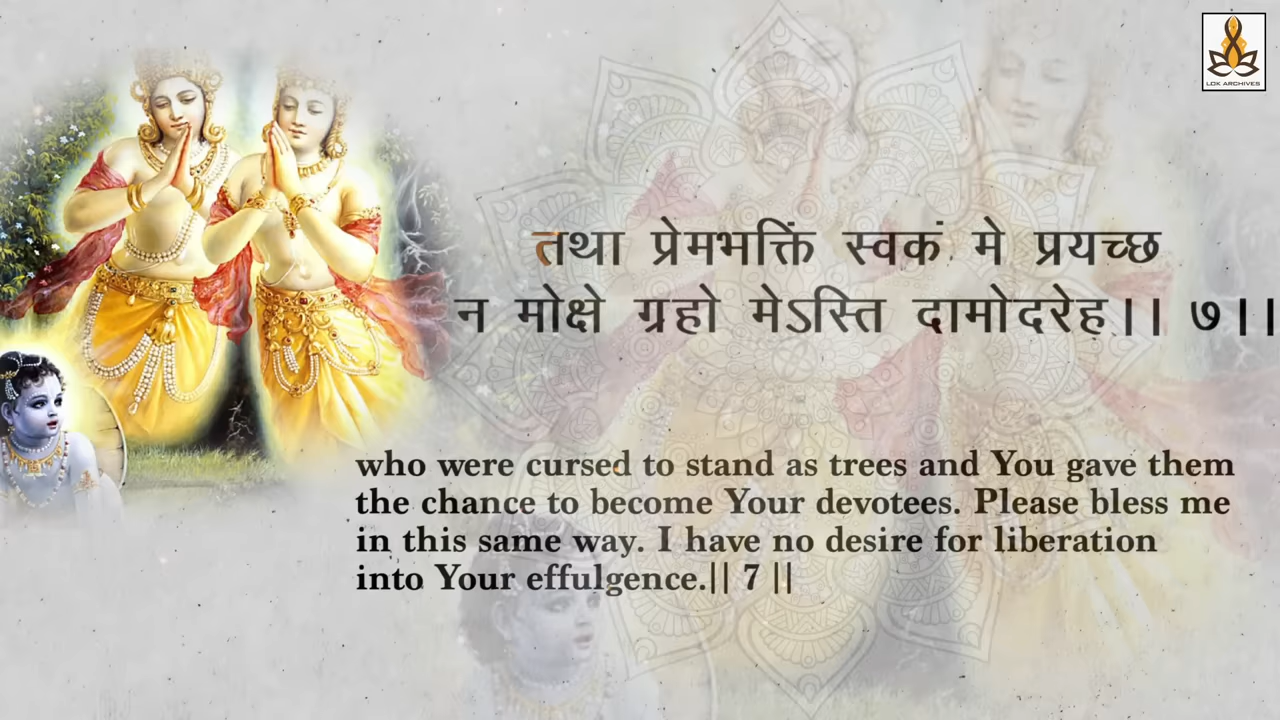 LOK ARCHIVES
तथा प्रेमभक्तिं स्वकं मे प्रयच्छ
न मोक्षे ग्रहो मेऽस्ति दामोदरेह।। ७।।
who were cursed to stand as trees and You gave them
the chance to become Your devotees. Please bless me
in this same way. I have no desire for liberation
into Your effulgence.|| 7 ||